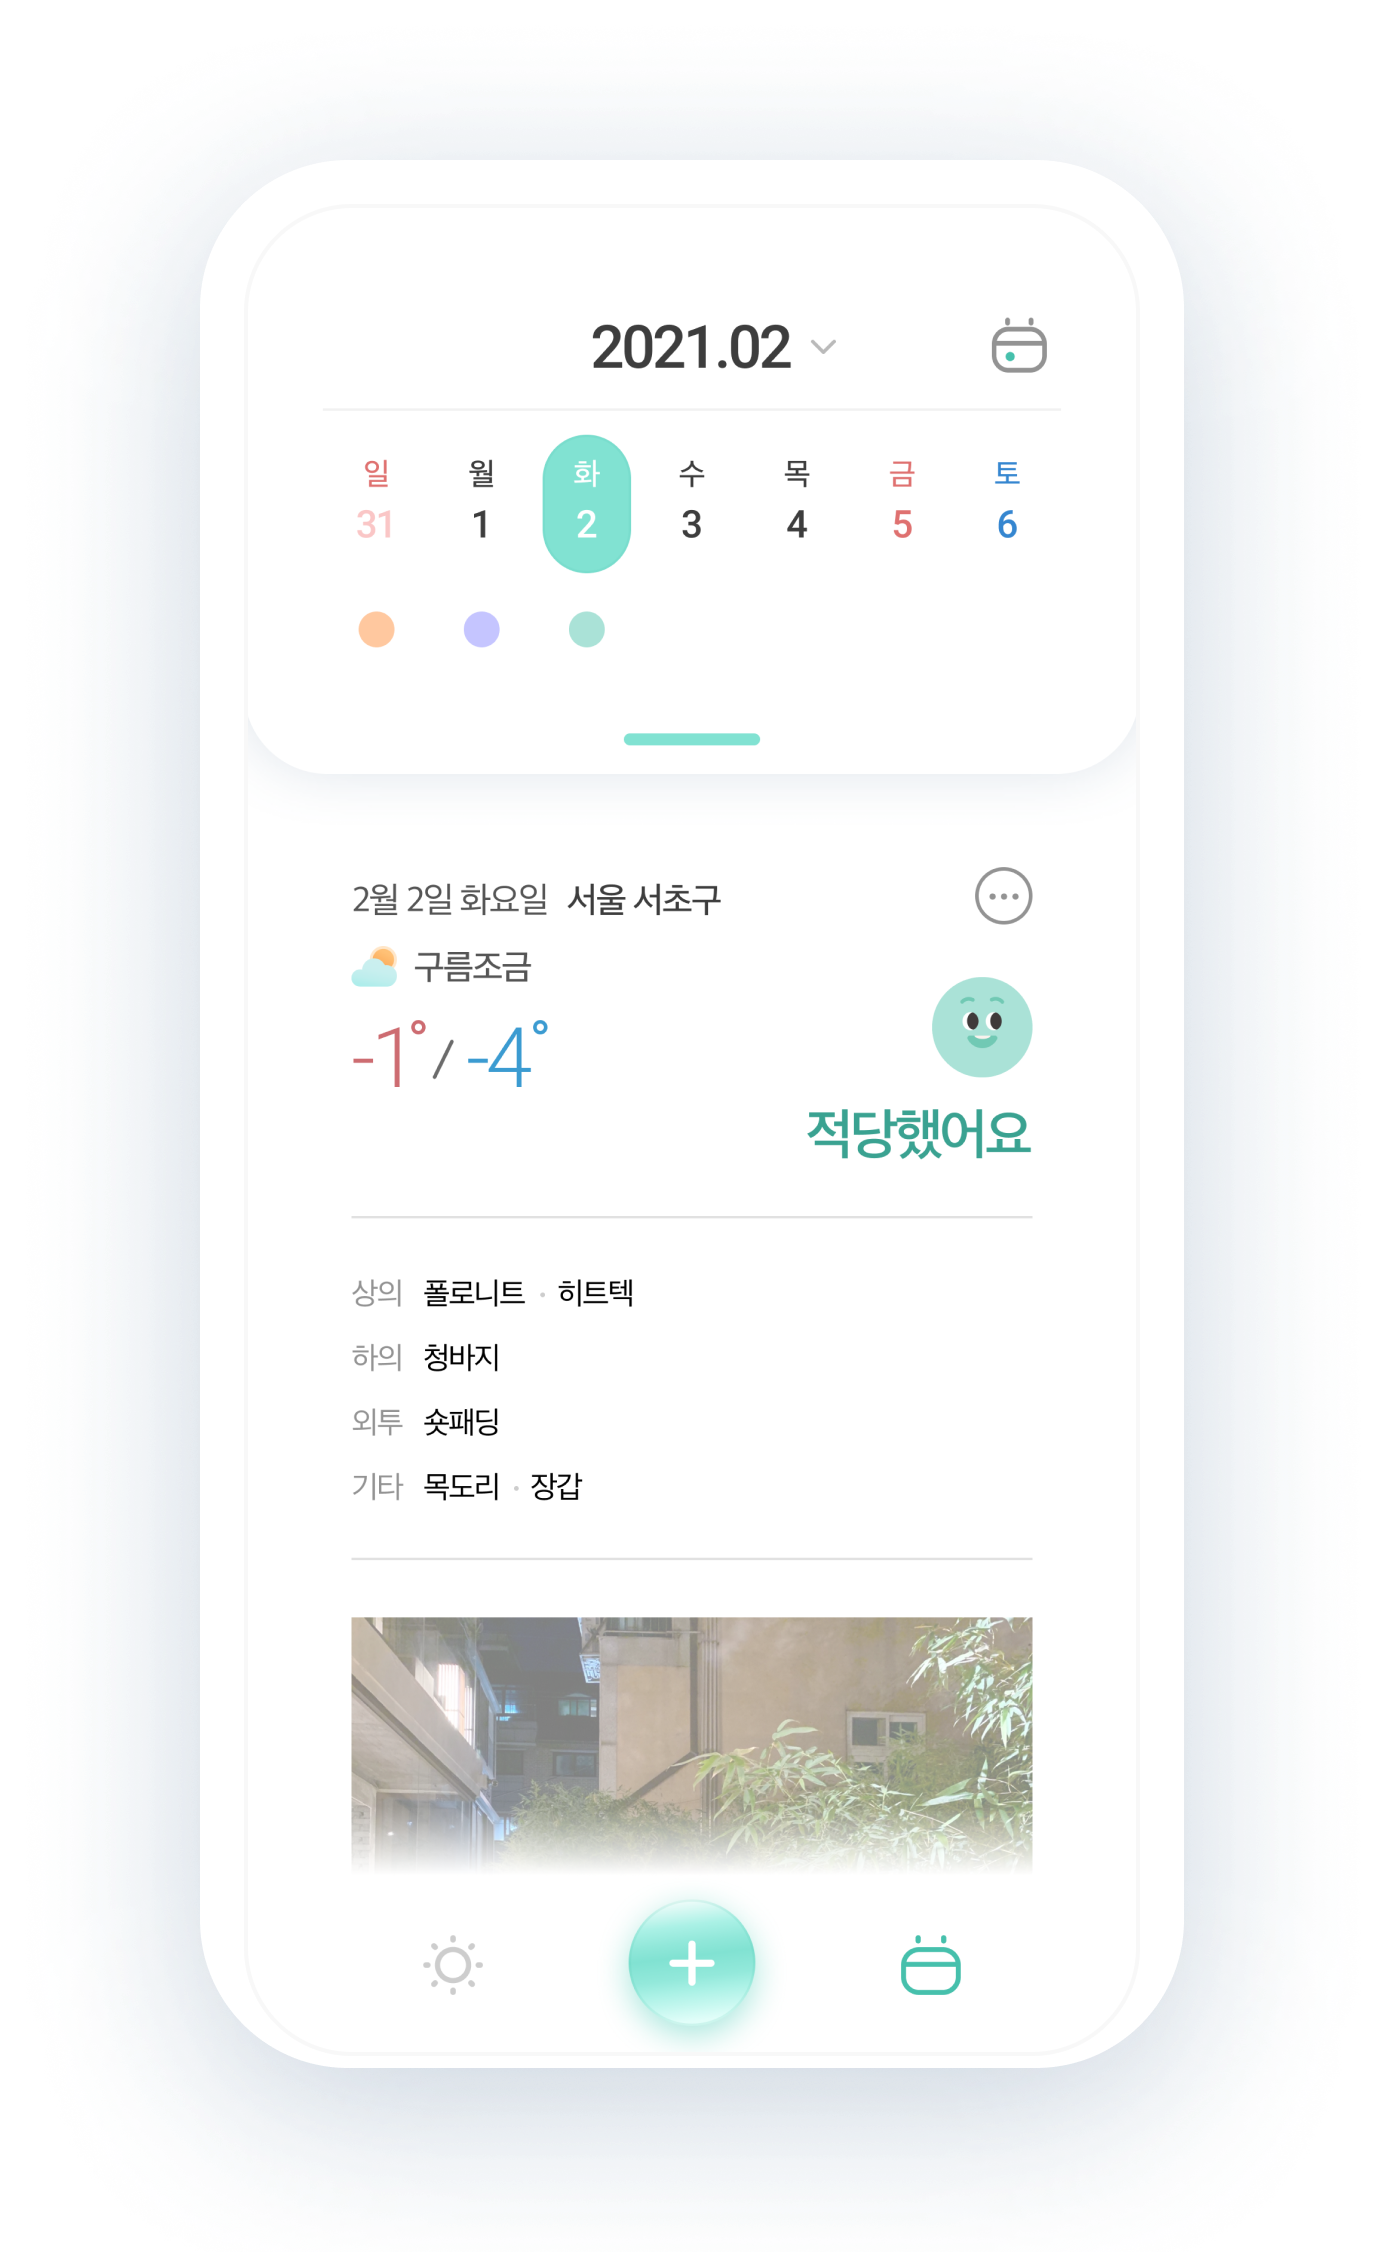 2021.02
일 월 화 수 목 금 토
31 1 2 3 4 5 6
2월 2일 화요일 서울 서초구
구름조금
-1° / -4°
적당했어요
상의 폴로니트 · 히트텍
하의 청바지
외투 숏패딩
기타 목도리 · 장갑